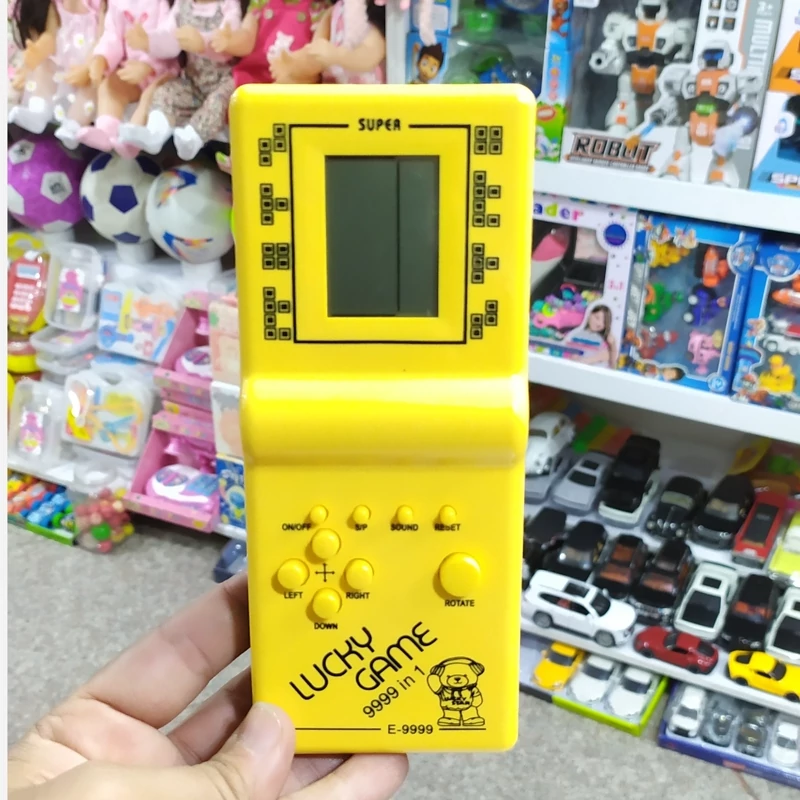 SUPER
ON/OFF S/P SOUND RESET
LEFT RIGHT
ROTATE
DOWN
LUCKY
GAME
9999 in 1
E-9999
ROBOT